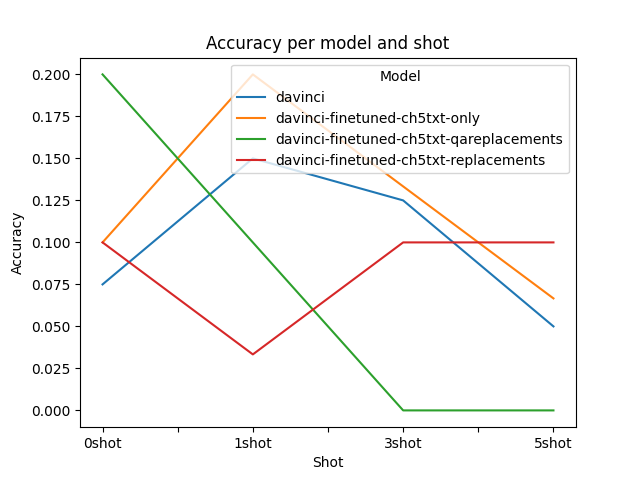 Accuracy per model and shot
Model
davinci
davinci-finetuned-ch5txt-only
davinci-finetuned-ch5txt-qareplacements
davinci-finetuned-ch5txt-replacements
Accuracy
0.200
0.175
0.150
0.125
0.100
0.075
0.050
0.025
0.000
0shot 1shot 3shot 5shot
Shot